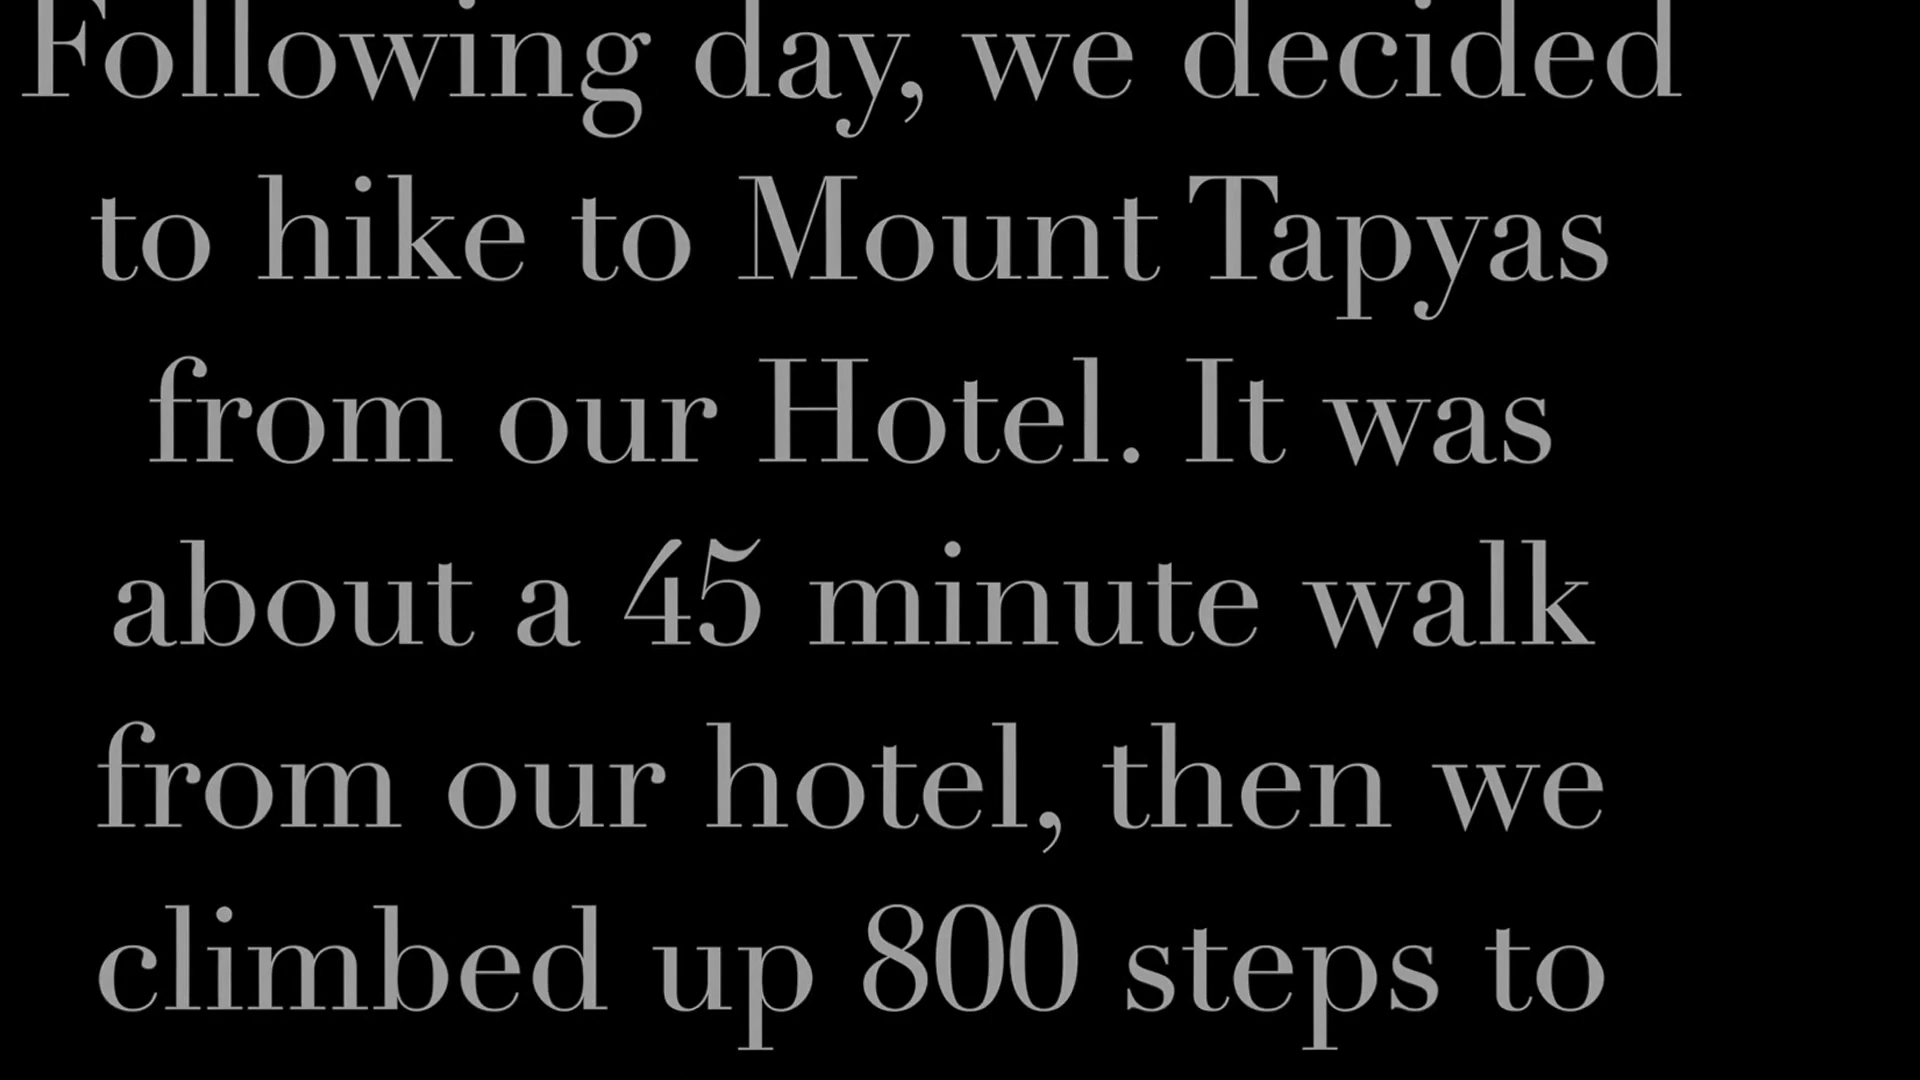 Following day, we decided
to hike to Mount Tapyas
from our Hotel. It was
about a 45 minute walk
from our hotel, then we
climbed up 800 steps to